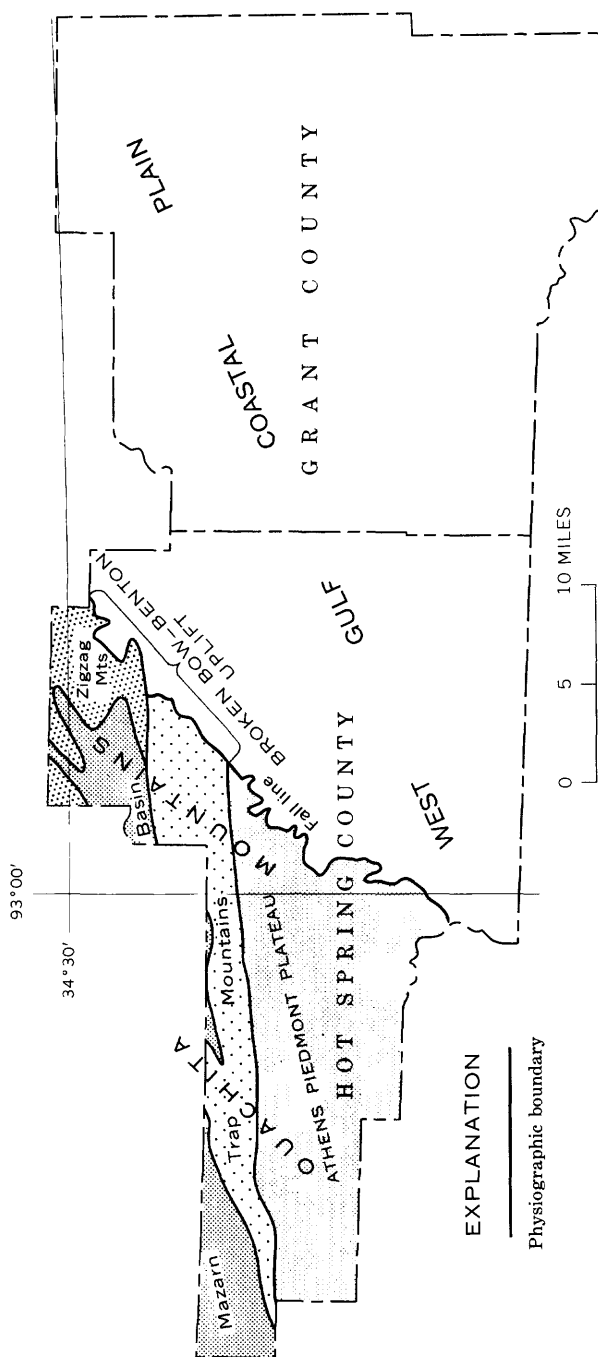 93°00'
34°30'
Zigzag
Mts
Mazarn
Basin
Trap Mountains
OUACHITA MOUNTAINS
ATHENS PIEDMONT PLATEAU
BROKEN BOW–BENTON
UPLIFT
Fall line
HOT SPRING COUNTY
GRANT COUNTY
WEST GULF COASTAL PLAIN
EXPLANATION
Physiographic boundary
0 5 10 MILES